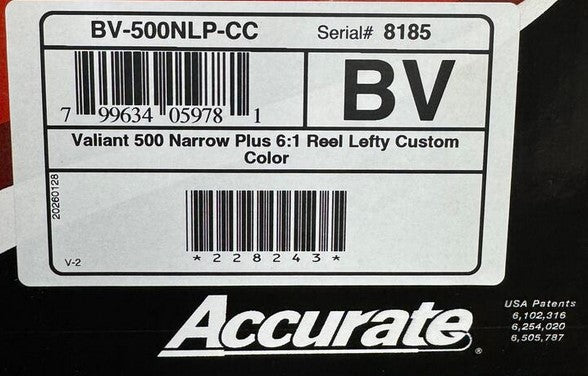 BV-500NLP-CC Serial# 8185
7 99634 05978 1
BV
Valiant 500 Narrow Plus 6:1 Reel Lefty Custom
Color
20260128
*228243*
V-2
Accurate®
USA Patents
6,102,316
6,254,020
6,505,787